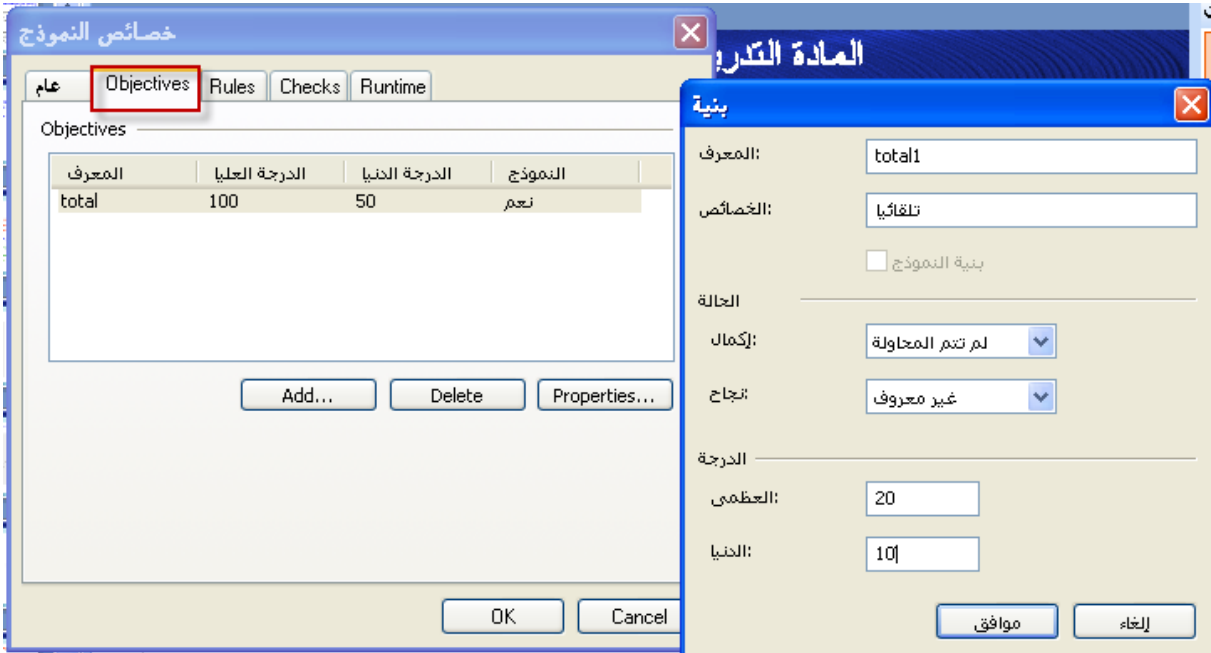 خصائص النموذج
عام Objectives Rules Checks Runtime
Objectives
المعرف الدرجة العليا الدرجة الدنيا النموذج
total 100 50 نعم
Add... Delete Properties...
OK Cancel
المادة
بنية
المعرف: total1
الخصائص: تلقائيا
بنية النموذج
الحالة
إكمال: لم تتم المحاولة
نجاح: غير معروف
الدرجة
العظمى: 20
الدنيا: 10
موافق إلغاء